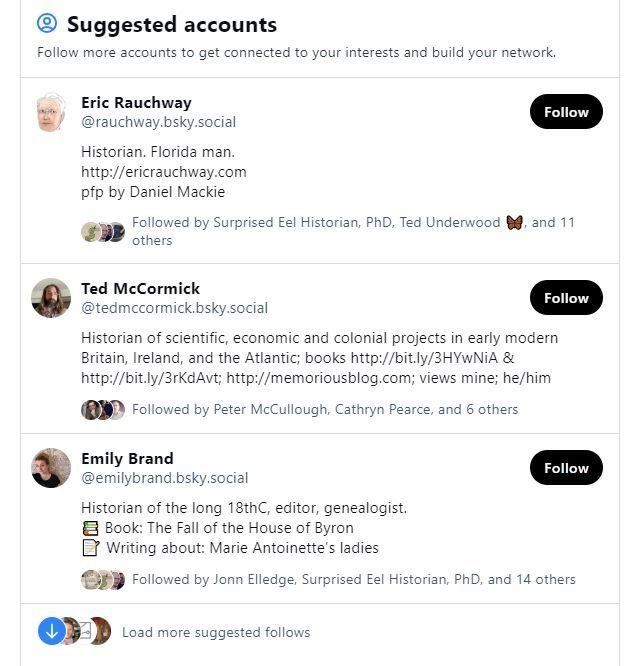 Suggested accounts
Follow more accounts to get connected to your interests and build your network.
Eric Rauchway
@rauchway.bsky.social
Follow
Historian. Florida man.
http://ericrauchway.com
pfp by Daniel Mackie
Followed by Surprised Eel Historian, PhD, Ted Underwood 🦋, and 11
others
Ted McCormick
@tedmccormick.bsky.social
Follow
Historian of scientific, economic and colonial projects in early modern
Britain, Ireland, and the Atlantic; books http://bit.ly/3HYwNiA &
http://bit.ly/3rKdAvt; http://memoriousblog.com; views mine; he/him
Followed by Peter McCullough, Cathryn Pearce, and 6 others
Emily Brand
@emilybrand.bsky.social
Follow
Historian of the long 18thC, editor, genealogist.
📚 Book: The Fall of the House of Byron
📝 Writing about: Marie Antoinette's ladies
Followed by Jonn Elledge, Surprised Eel Historian, PhD, and 14 others
Load more suggested follows